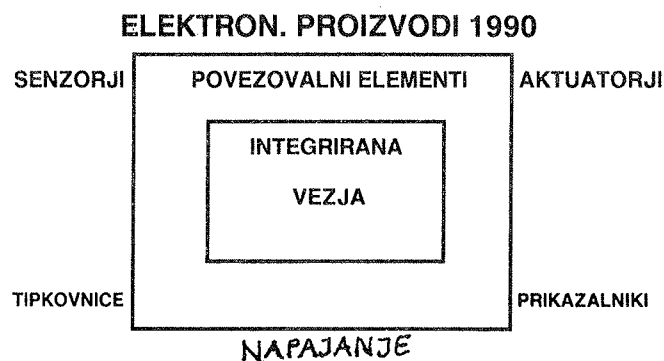 ELEKTRON. PROIZVODI 1990
SENZORJI
POVEZOVALNI ELEMENTI
AKTUATORJI
INTEGRIRANA
VEZJA
TIPKOVNICE
PRIKAZALNIKI
NAPAJANJE